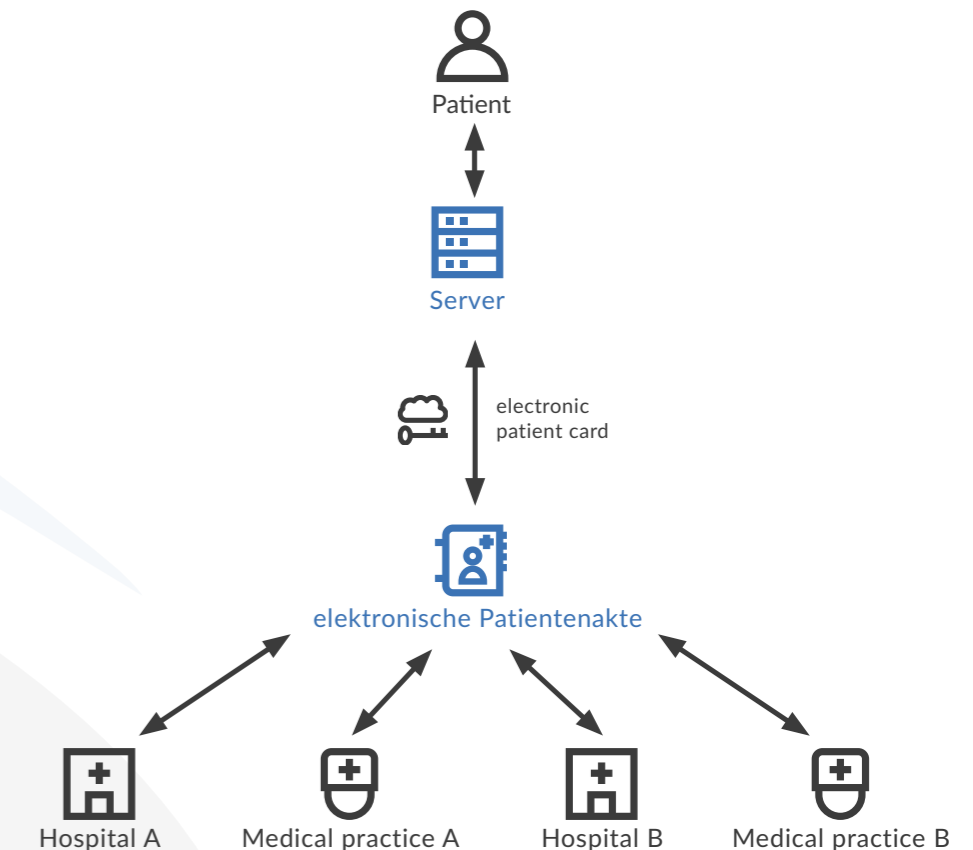 Patient
Server
electronic
patient card
elektronische Patientenakte
Hospital A
Medical practice A
Hospital B
Medical practice B